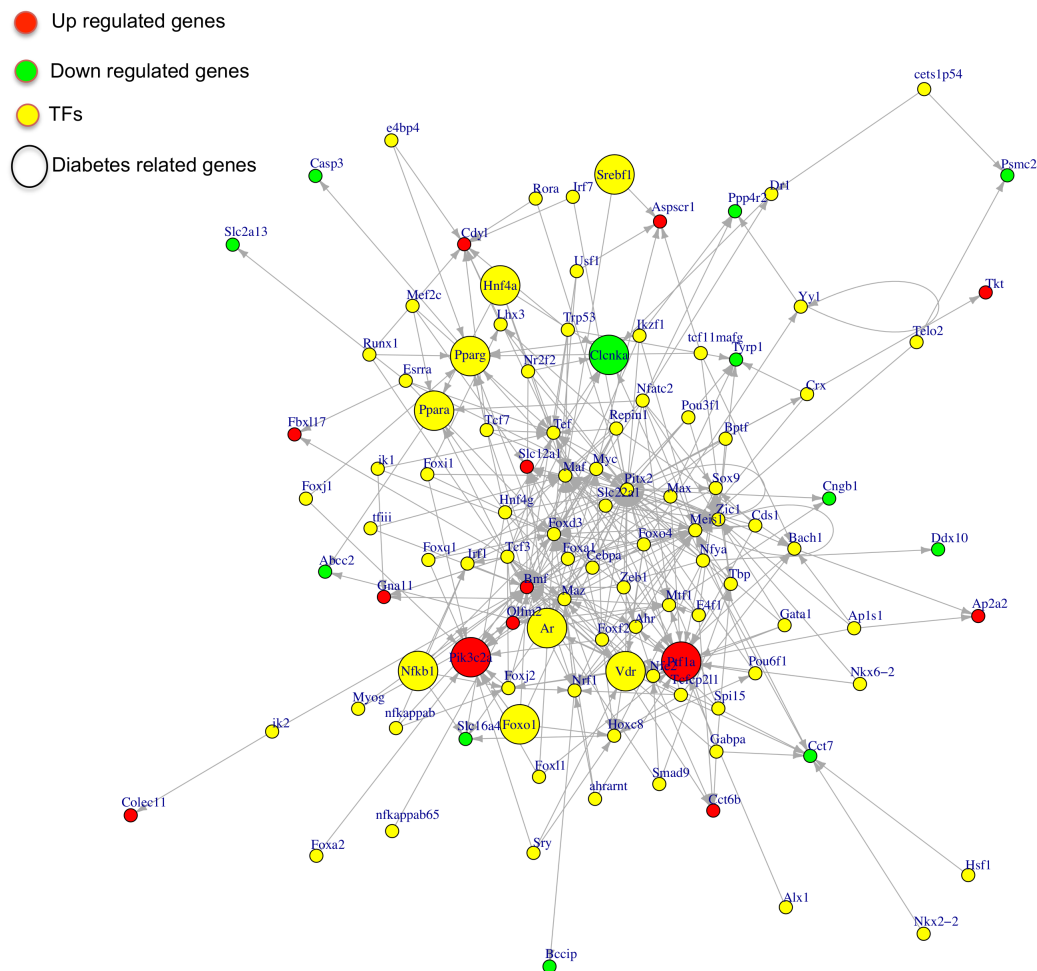 Up regulated genes
Down regulated genes
TFs
Diabetes related genes
cets1p54
e4bp4
Casp3
Psmc2
Srebf1
Rora
Irf7
Drl
Ppp4r2
Aspscr1
Slc2a13
Cdyl
Usf1
Hnf4a
Tkt
Mef2c
Yy1
Lhx3
Trp53
Ikzf1
Telo2
Runx1
Pparg
Clcnka
tcf11mafg
Tyrp1
Nr2f2
Esrra
Crx
Nfatc2
Ppara
Pou3f1
Fbxl17
Tcf7
Tef
Repin1
Bptf
Slc12a1
ik1
Foxi1
Maf
Myc
Pitx2
Sox9
Foxj1
Slc22a1
Max
Cngb1
Hnf4g
Zic1
tfiii
Foxd3
Meis1
Cds1
Foxo4
Bach1
Ddx10
Foxq1
Irf1
Tcf3
Foxa1
Cebpa
Nfya
Abcc2
Gna11
Bmf
Zeb1
Tbp
Maz
Mtf1
E4f1
Ap2a2
Olfm2
Ar
Foxf2
Ahr
Gata1
Ap1s1
Pik3c2a
Nfkb1
Vdr
Ptf1a
Foxj2
Nrf1
Tcfcp2l1
Pou6f1
Nkx6-2
Myog
nfkappab
Spi15
ik2
Slc16a4
Foxo1
Hoxc8
Gabpa
Cct7
Foxl1
Smad9
ahrarnt
Colec11
nfkappab65
Cct6b
Foxa2
Sry
Hsf1
Alx1
Nkx2-2
Bccip